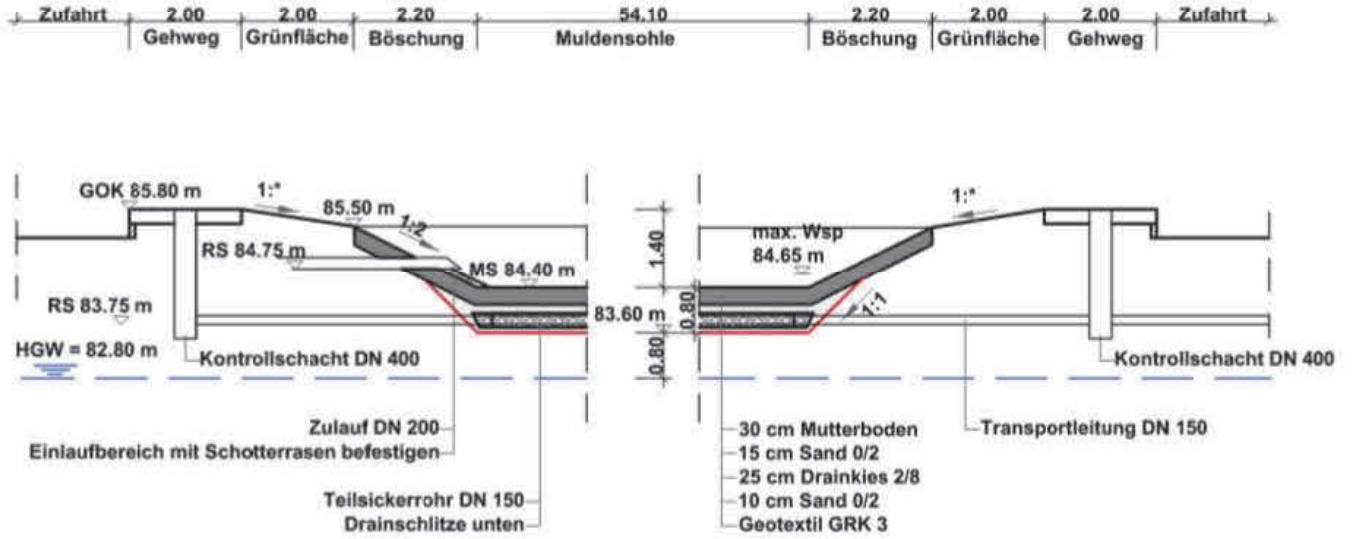 Zufahrt 2.00 2.00 2.20 54.10 2.20 2.00 2.00 Zufahrt
Gehweg Grünfläche Böschung Muldensohle Böschung Grünfläche Gehweg
GOK 85.80 m
1:*
85.50 m
1:2
RS 84.75 m
MS 84.40 m
RS 83.75 m
83.60 m
HGW = 82.80 m
1.40
0.80
0.80
max. Wsp
84.65 m
1:*
1:1
Kontrollschacht DN 400
Kontrollschacht DN 400
Zulauf DN 200
Einlaufbereich mit Schotterrasen befestigen
Teilsickerrohr DN 150
Drainschlitze unten
30 cm Mutterboden
15 cm Sand 0/2
25 cm Drainkies 2/8
10 cm Sand 0/2
Geotextil GRK 3
Transportleitung DN 150